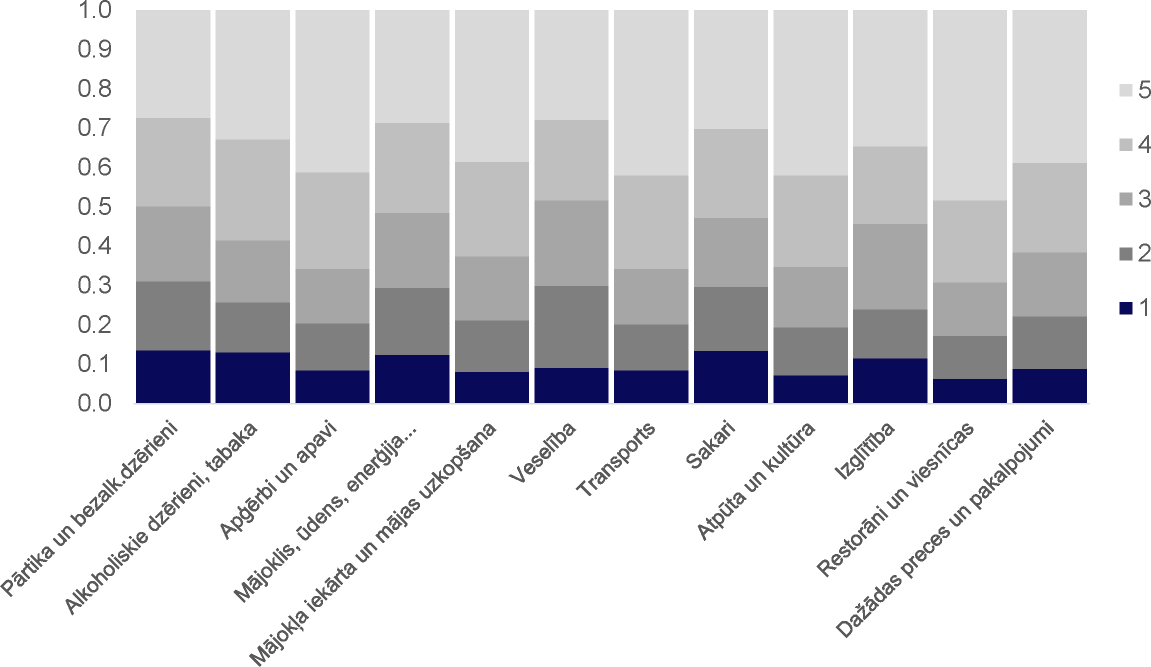 1.0
0.9
0.8
0.7
0.6
0.5
0.4
0.3
0.2
0.1
0.0
5
4
3
2
1
Pārtika un bezalk.dzērieni
Alkoholiskie dzērieni, tabaka
Apģērbi un apavi
Mājoklis, ūdens, enerģija...
Mājokļa iekārta un mājas uzkopšana
Veselība
Transports
Sakari
Atpūta un kultūra
Izglītība
Restorāni un viesnīcas
Dažādas preces un pakalpojumi